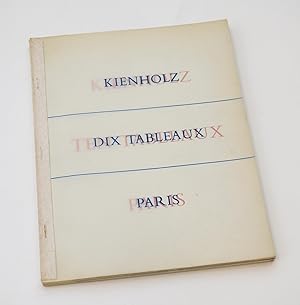 KIENHOLZ
DIX TABLEAUX
PARIS